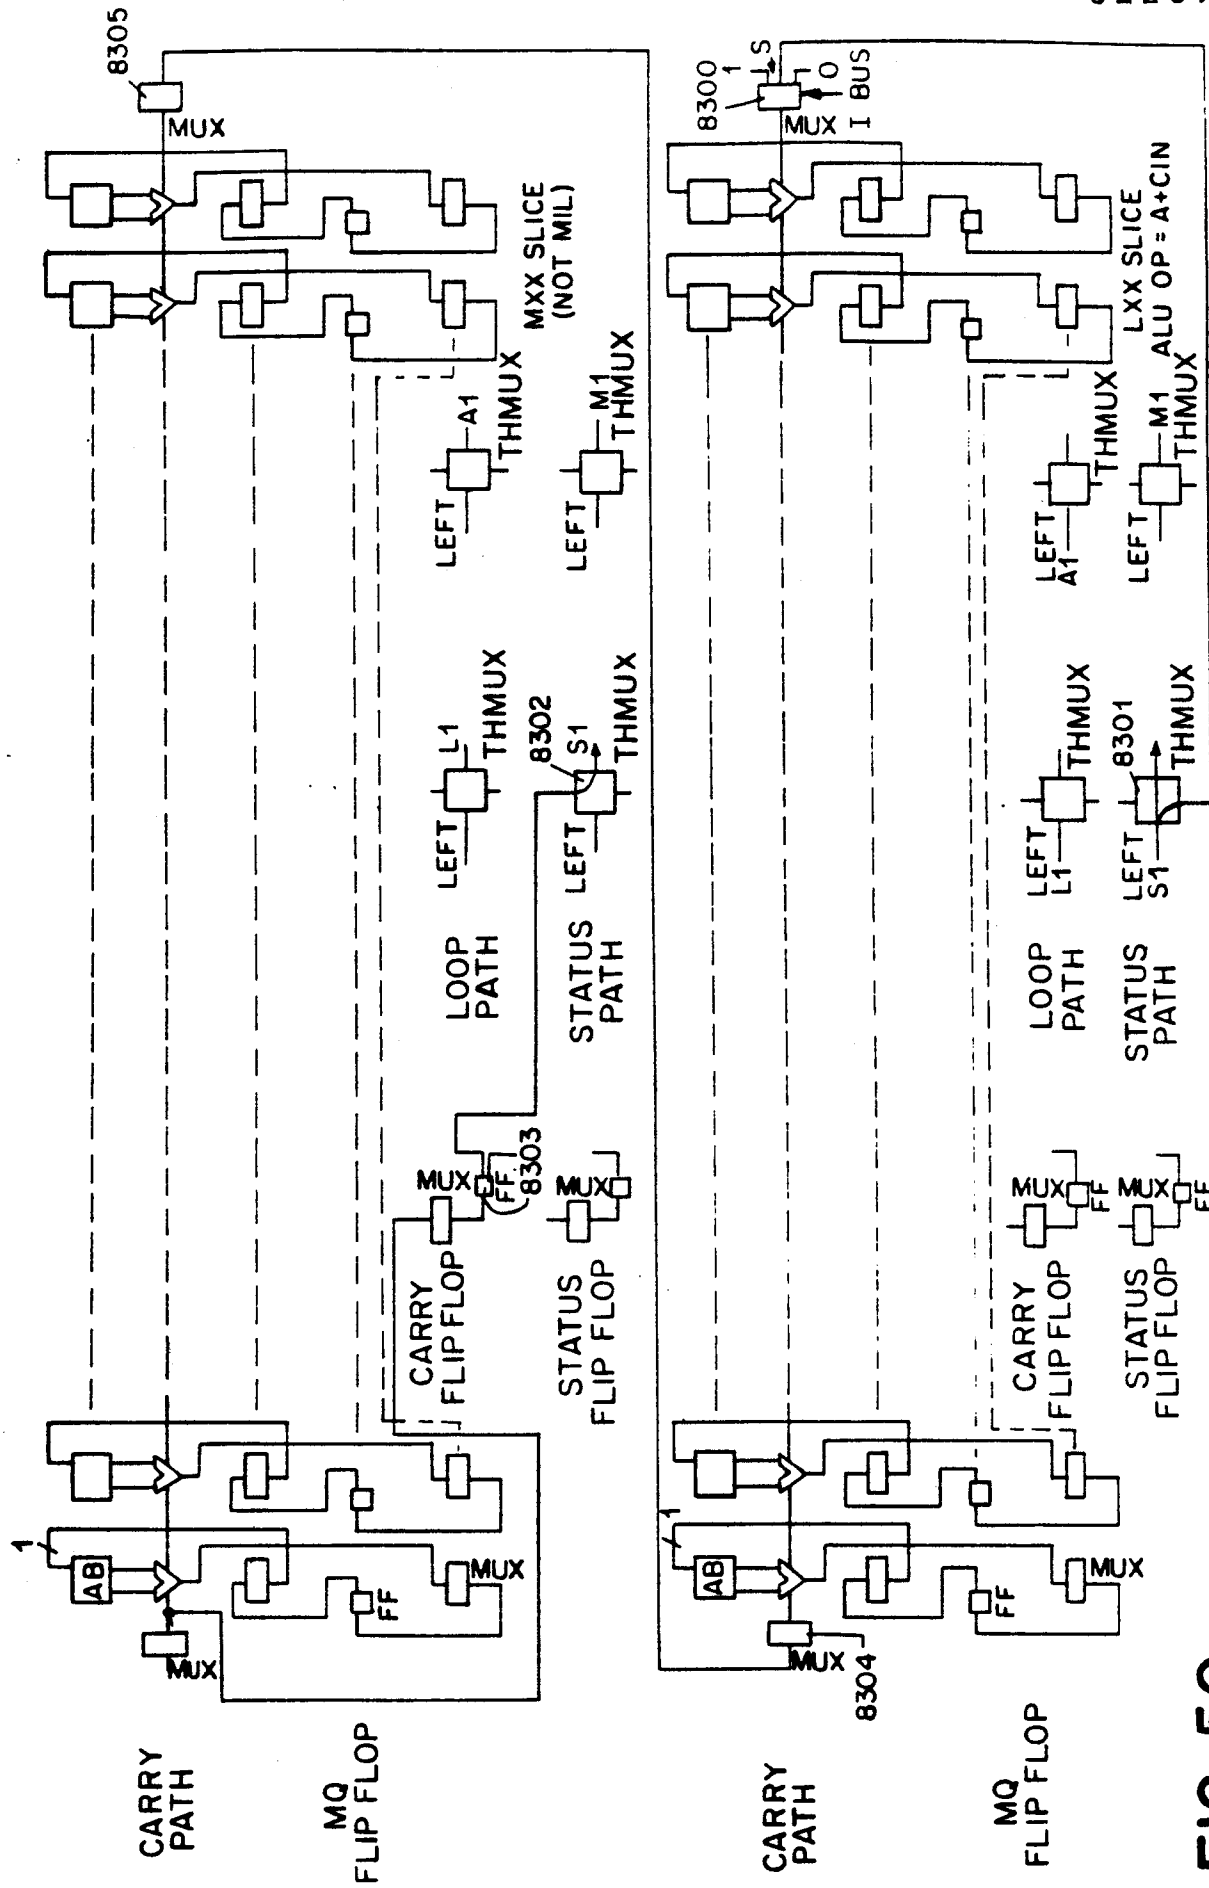 8305
MUX
MXX SLICE
(NOT MIL)
1
AB
MUX
FF
MUX
CARRY
PATH
MQ
FLIP FLOP
CARRY
FLIP FLOP
MUX
FF
8303
STATUS
FLIP FLOP
MUX
LOOP
PATH
STATUS
PATH
LEFT
L1
THMUX
8302
LEFT
S1
THMUX
LEFT
A1
THMUX
LEFT
M1
THMUX
8300
1
S
0
I BUS
MUX
LXX SLICE
ALU OP = A+CIN
1
AB
MUX
8304
FF
MUX
CARRY
PATH
MQ
FLIP FLOP
CARRY
FLIP FLOP
MUX
FF
STATUS
FLIP FLOP
MUX
FF
LOOP
PATH
STATUS
PATH
LEFT
L1
THMUX
8301
LEFT
S1
THMUX
LEFT
A1
THMUX
LEFT
M1
THMUX